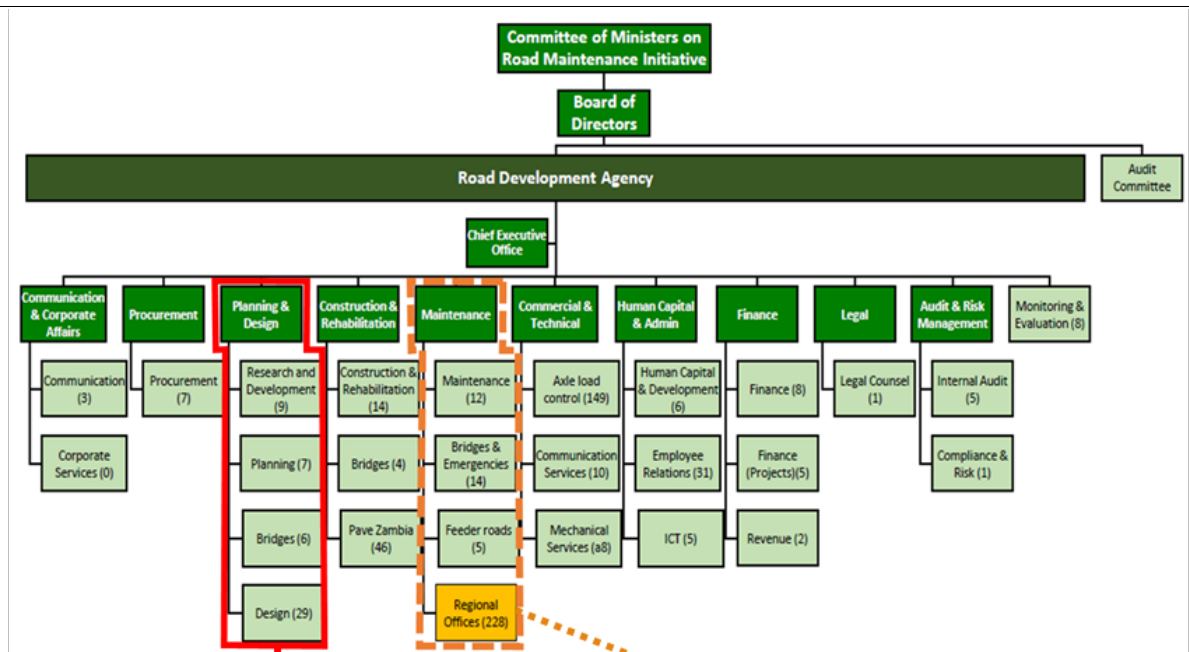 Committee of Ministers on
Road Maintenance Initiative
Board of
Directors
Road Development Agency
Audit
Committee
Chief Executive
Office
Communication
& Corporate
Affairs
Procurement
Planning &
Design
Construction &
Rehabilitation
Maintenance
Commercial &
Technical
Human Capital
& Admin
Finance
Legal
Audit & Risk
Management
Monitoring &
Evaluation (8)
Communication
(3)
Procurement
(7)
Research and
Development
(9)
Construction &
Rehabilitation
(14)
Maintenance
(12)
Axle load
control (149)
Human Capital
& Development
(6)
Finance (8)
Legal Counsel
(1)
Internal Audit
(5)
Corporate
Services (0)
Planning (7)
Bridges (4)
Bridges &
Emergencies
(14)
Communication
Services (10)
Employee
Relations (31)
Finance
(Projects)(5)
Compliance &
Risk (1)
Bridges (6)
Pave Zambia
(46)
Feeder roads
(5)
Mechanical
Services (a8)
ICT (5)
Revenue (2)
Design (29)
Regional
Offices (228)